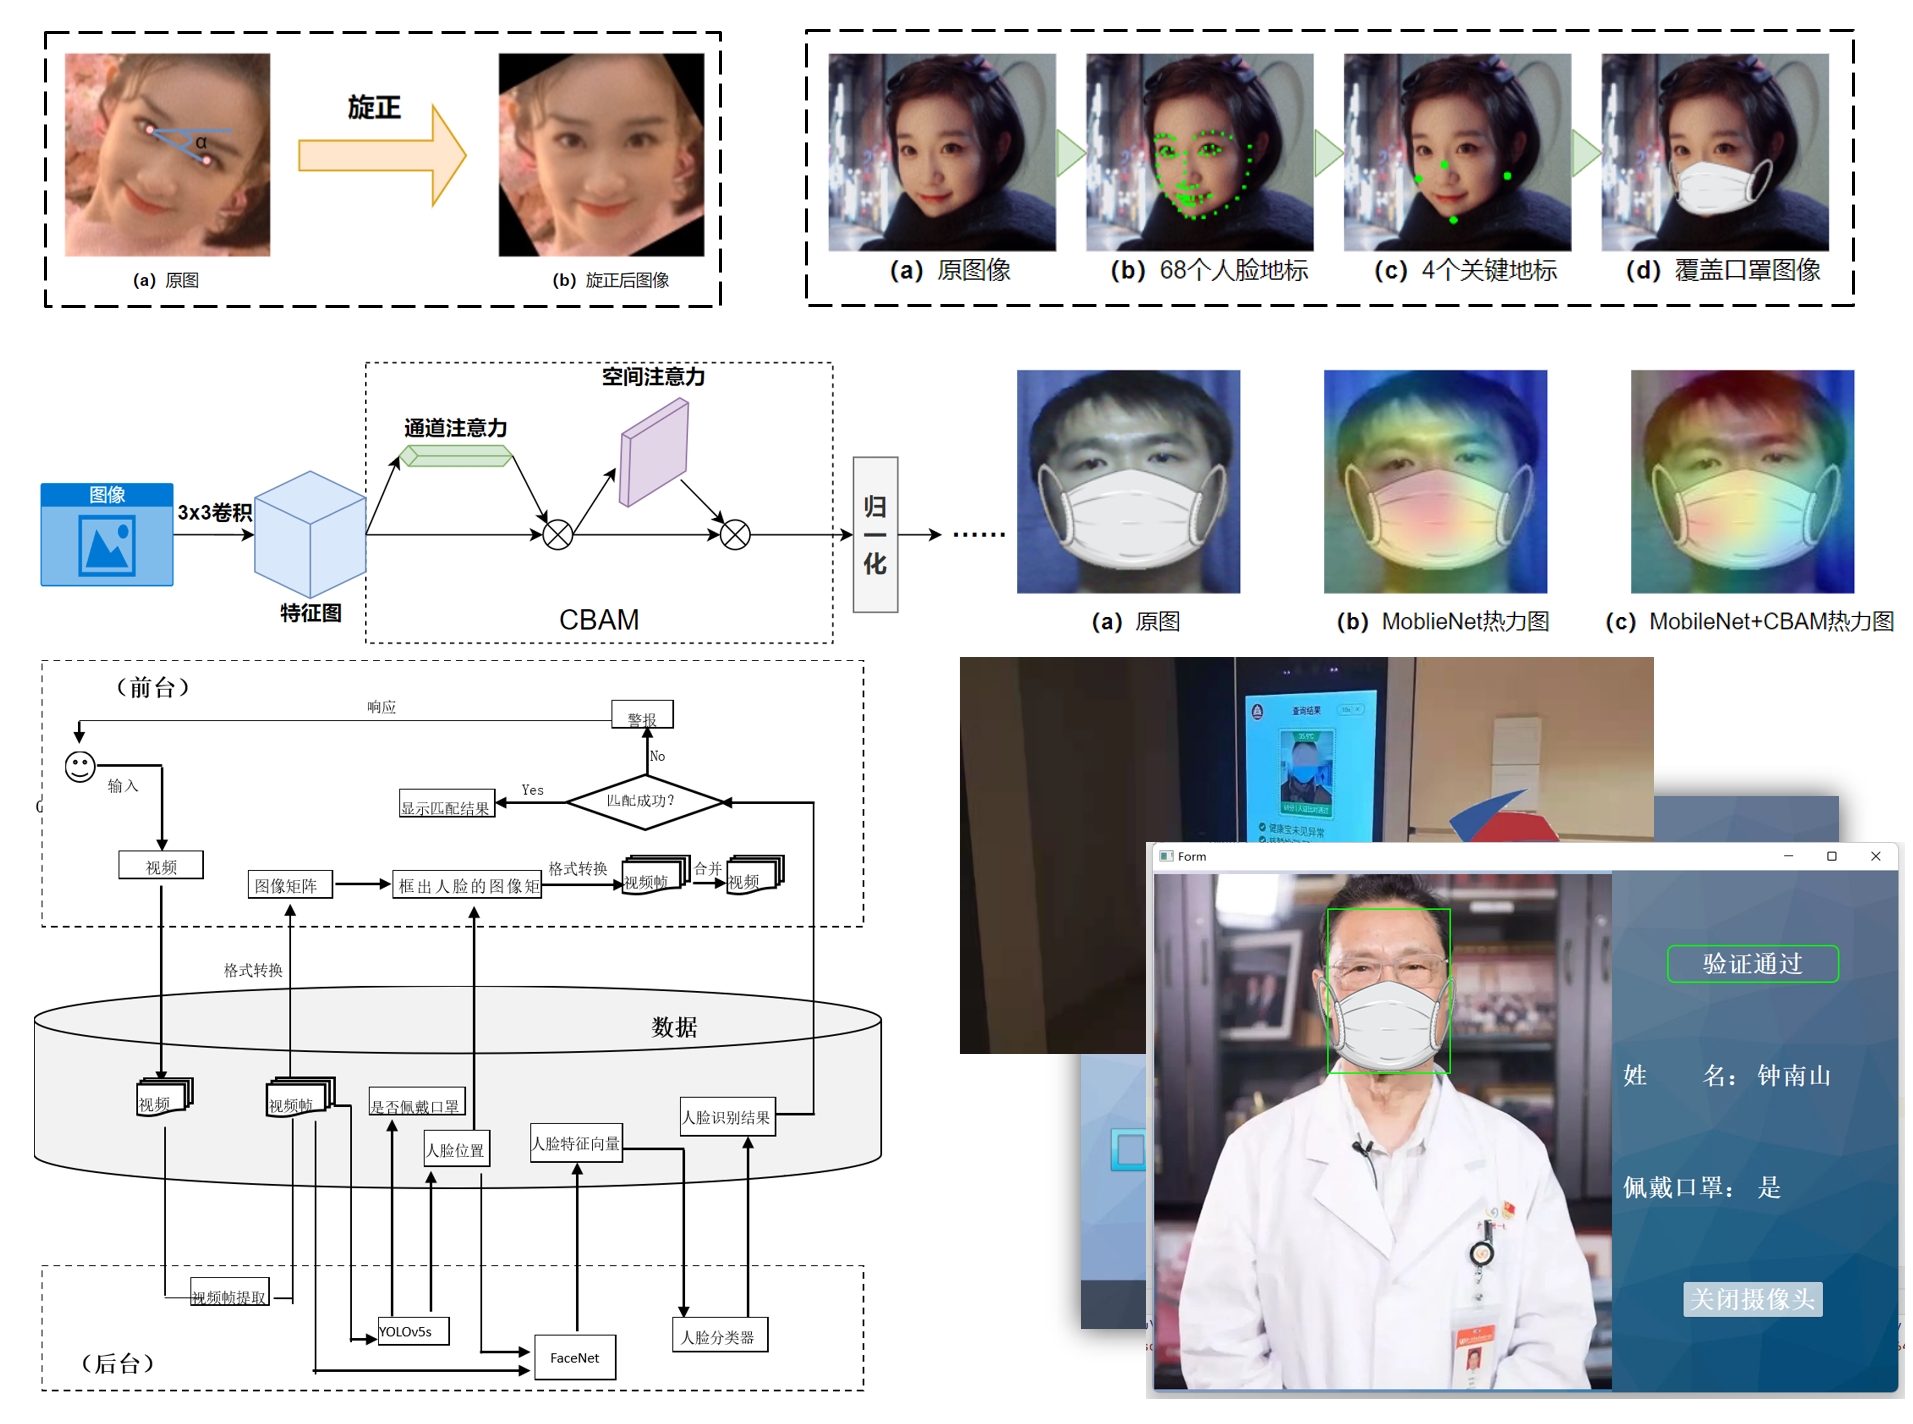 旋正
α
（a）原图
（b）旋正后图像
（a）原图像
（b）68个人脸地标
（c）4个关键地标
（d）覆盖口罩图像
图像
3x3卷积
特征图
通道注意力
空间注意力
CBAM
归一化
······
（a）原图
（b）MoblieNet热力图
（c）MobileNet+CBAM热力图
（前台）
响应
警报
No
输入
Yes
显示匹配结果
匹配成功?
视频
图像矩阵
框出人脸的图像矩
格式转换
视频帧
合并
视频
格式转换
数据
视频
视频帧
是否佩戴口罩
人脸位置
人脸特征向量
人脸识别结果
视频帧提取
YOLOv5s
FaceNet
人脸分类器
（后台）
查询结果
健康宝未见异常
Form
验证通过
姓 名： 钟南山
佩戴口罩： 是
关闭摄像头